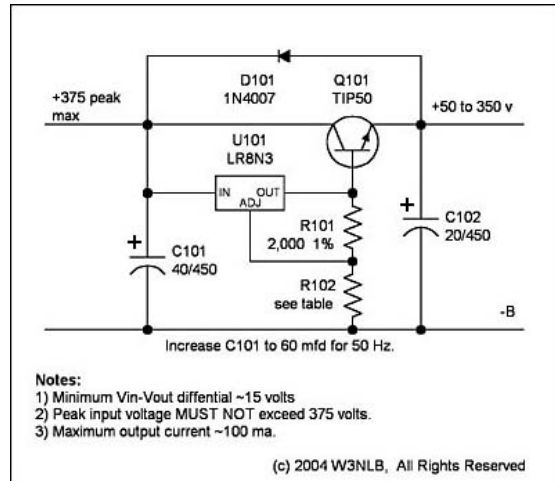 D101
1N4007
Q101
TIP50
+375 peak
max
+50 to 350 v
U101
LR8N3
IN OUT
ADJ
R101
2,000 1%
+
C101
40/450
+
C102
20/450
R102
see table
-B
Increase C101 to 60 mfd for 50 Hz.
Notes:
1) Minimum Vin-Vout diffential ~15 volts
2) Peak input voltage MUST NOT exceed 375 volts.
3) Maximum output current ~100 ma.
(c) 2004 W3NLB, All Rights Reserved